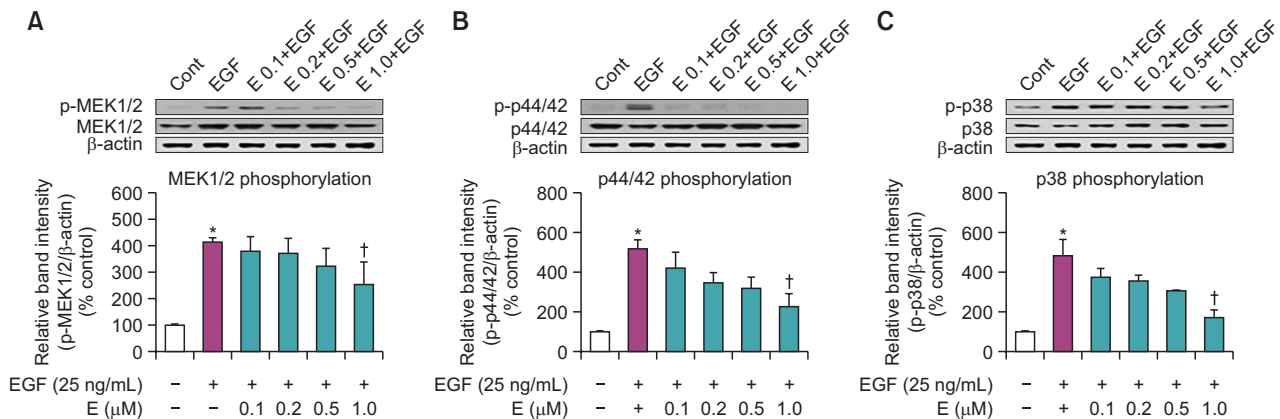 A
Cont
EGF
E 0.1+EGF
E 0.2+EGF
E 0.5+EGF
E 1.0+EGF
p-MEK1/2
MEK1/2
β-actin
MEK1/2 phosphorylation
Relative band intensity
(p-MEK1/2/β-actin)
(% control)
600
500
400
300
200
100
0
*
†
EGF (25 ng/mL) – + + + + +
E (μM) – – 0.1 0.2 0.5 1.0
B
Cont
EGF
E 0.1+EGF
E 0.2+EGF
E 0.5+EGF
E 1.0+EGF
p-p44/42
p44/42
β-actin
p44/42 phosphorylation
Relative band intensity
(p-p44/42/β-actin)
(% control)
800
600
400
200
0
*
†
EGF (25 ng/mL) – + + + + +
E (μM) – + 0.1 0.2 0.5 1.0
C
Cont
EGF
E 0.1+EGF
E 0.2+EGF
E 0.5+EGF
E 1.0+EGF
p-p38
p38
β-actin
p38 phosphorylation
Relative band intensity
(p-p38/β-actin)
(% control)
800
600
400
200
0
*
†
EGF (25 ng/mL) – + + + + +
E (μM) – + 0.1 0.2 0.5 1.0